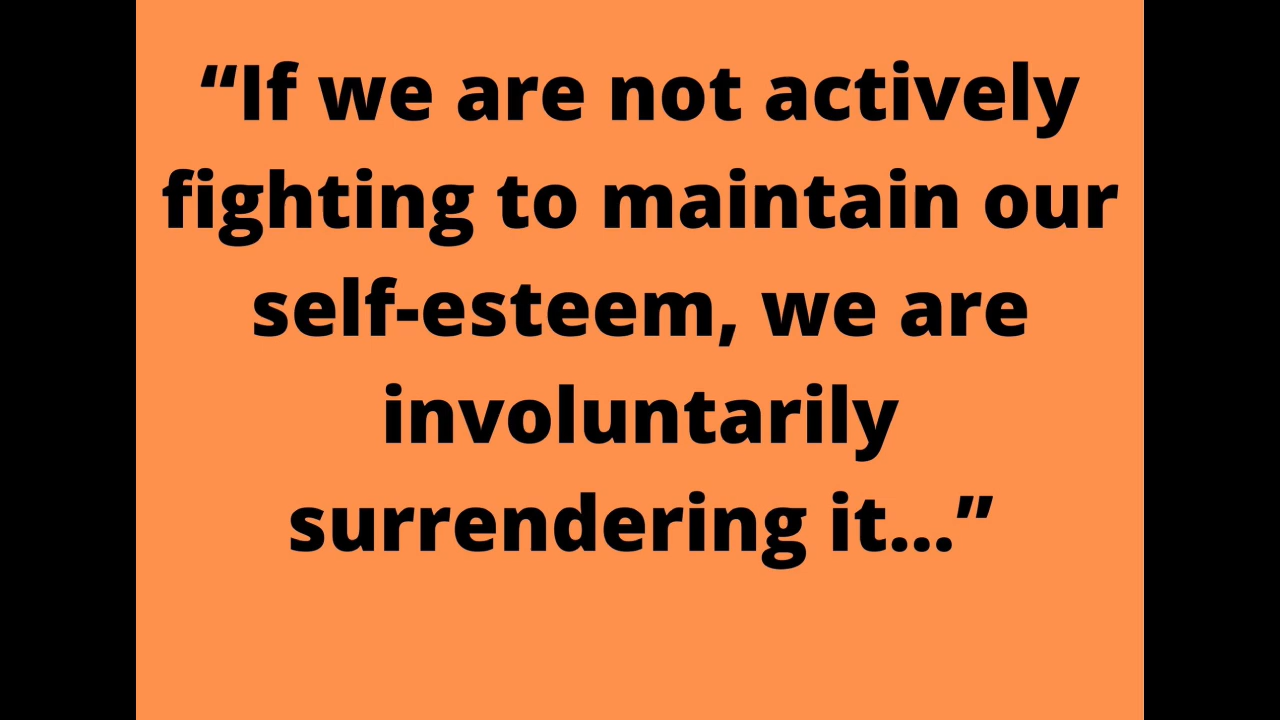 “If we are not actively
fighting to maintain our
self-esteem, we are
involuntarily
surrendering it...”